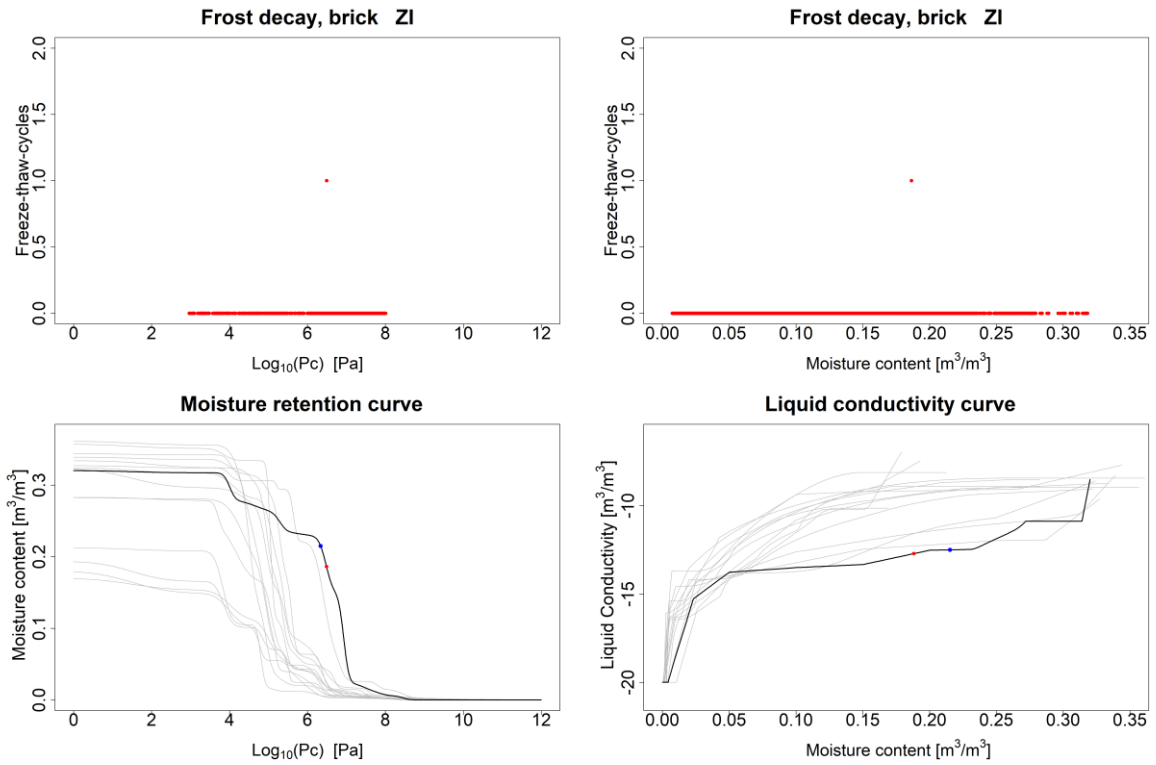 Frost decay, brick ZI
Freeze-thaw-cycles
2.0
1.5
1.0
0.5
0.0
0 2 4 6 8 10 12
Log10(Pc) [Pa]
Frost decay, brick ZI
Freeze-thaw-cycles
2.0
1.5
1.0
0.5
0.0
0.00 0.05 0.10 0.15 0.20 0.25 0.30 0.35
Moisture content [m³/m³]
Moisture retention curve
Moisture content [m³/m³]
0.3
0.2
0.1
0.0
0 2 4 6 8 10 12
Log10(Pc) [Pa]
Liquid conductivity curve
Liquid Conductivity [m³/m³]
-10
-15
-20
0.00 0.05 0.10 0.15 0.20 0.25 0.30 0.35
Moisture content [m³/m³]